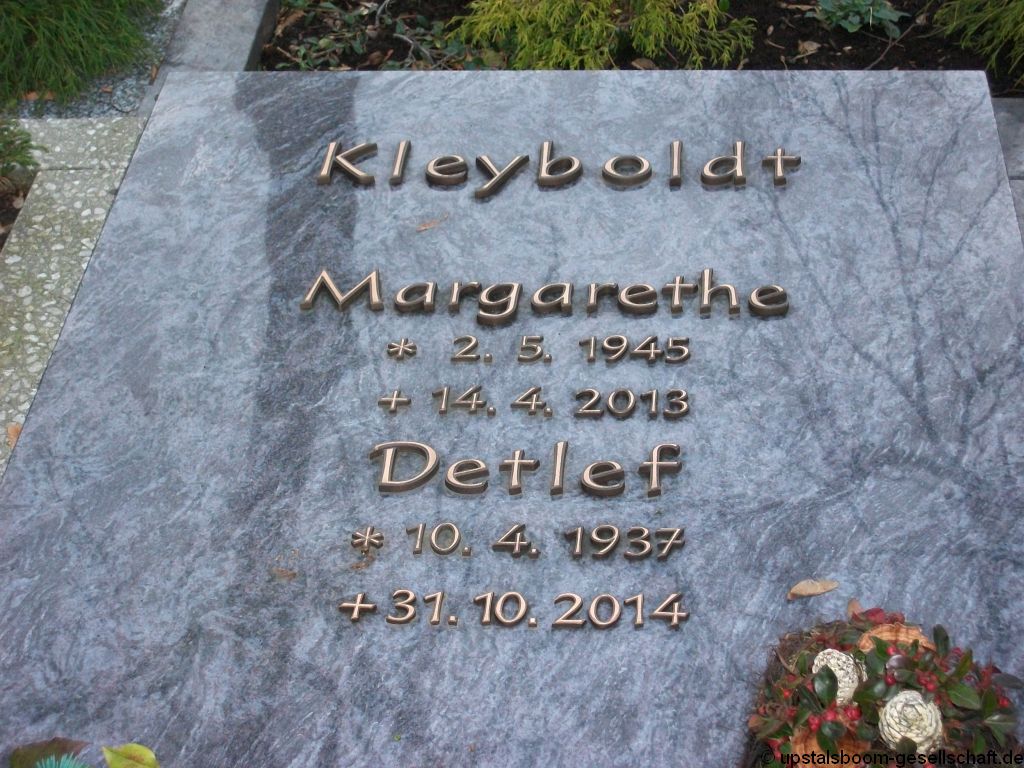 Kleyboldt
Margarethe
* 2. 5. 1945
+ 14. 4. 2013
Detlef
* 10. 4. 1937
+ 31. 10. 2014
© upstalsboom-gesellschaft.de